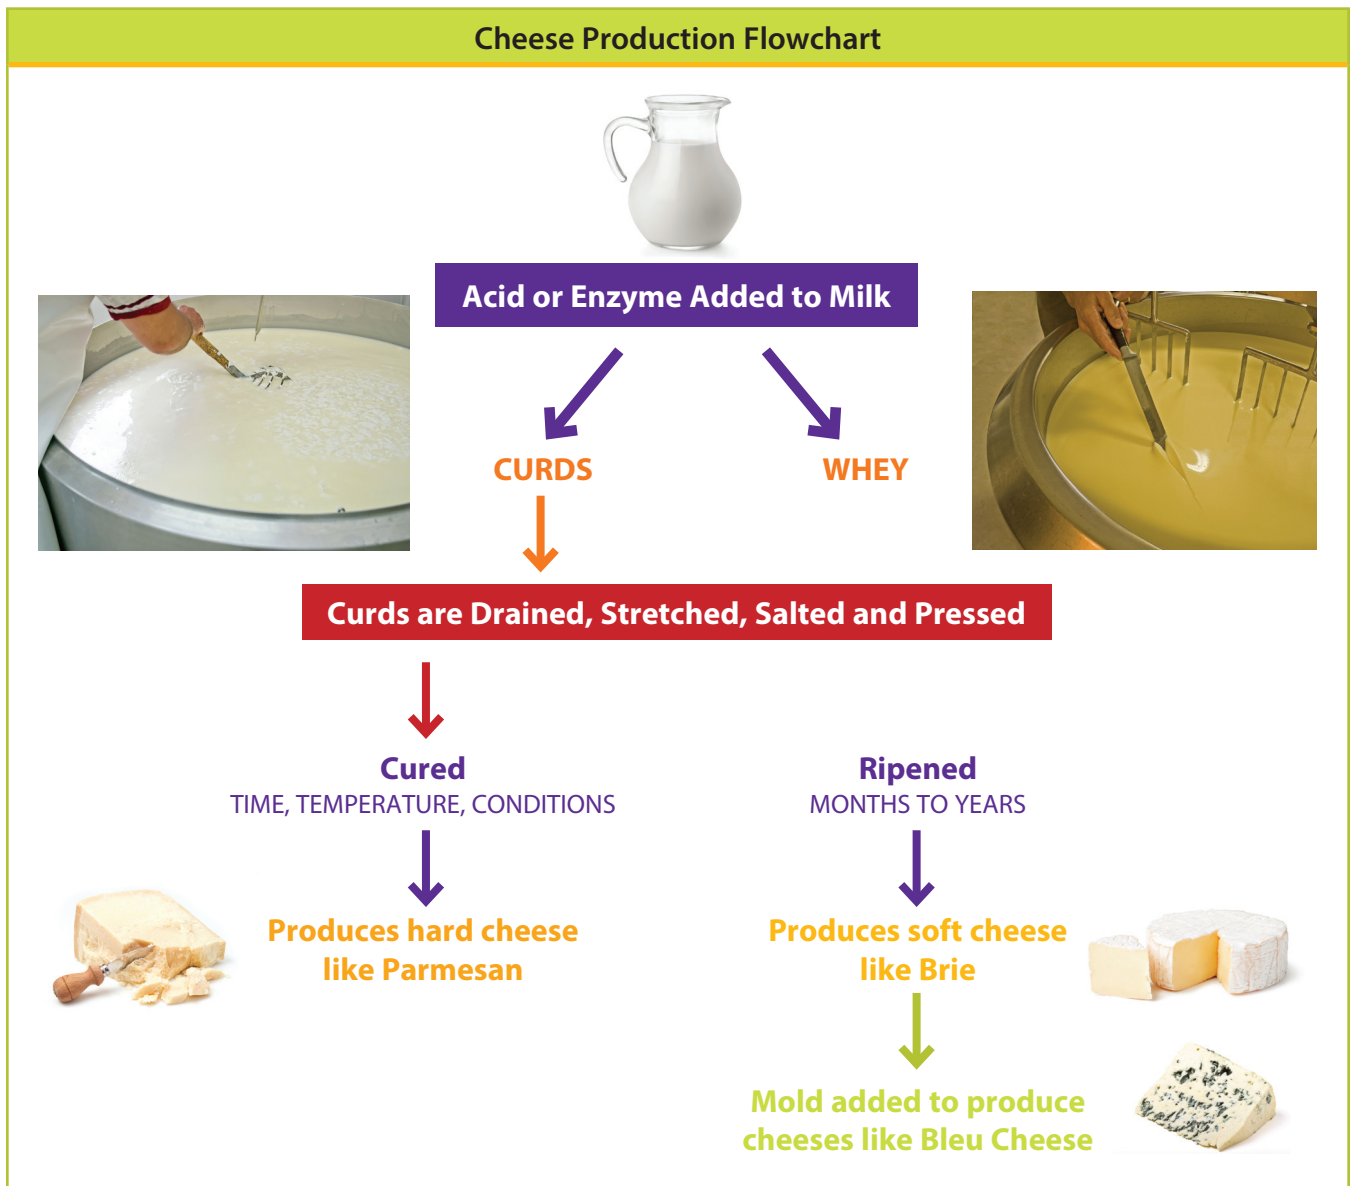 Cheese Production Flowchart
Acid or Enzyme Added to Milk
CURDS
WHEY
Curds are Drained, Stretched, Salted and Pressed
Cured
TIME, TEMPERATURE, CONDITIONS
Ripened
MONTHS TO YEARS
Produces hard cheese
like Parmesan
Produces soft cheese
like Brie
Mold added to produce
cheeses like Bleu Cheese